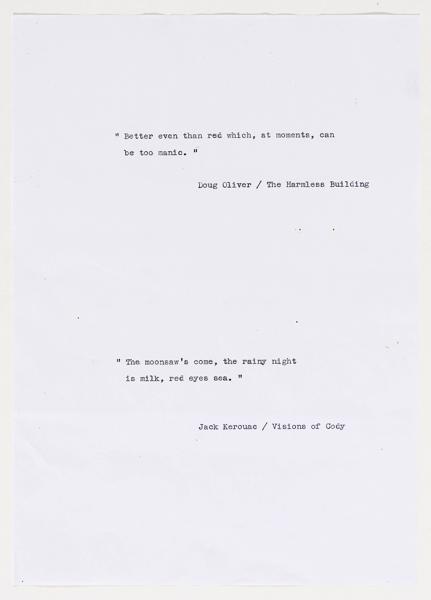 " Better even than red which, at moments, can
be too manic. "
Doug Oliver / The Harmless Building
" The moonsaw's come, the rainy night
is milk, red eyes sea. "
Jack Kerouac / Visions of Cody